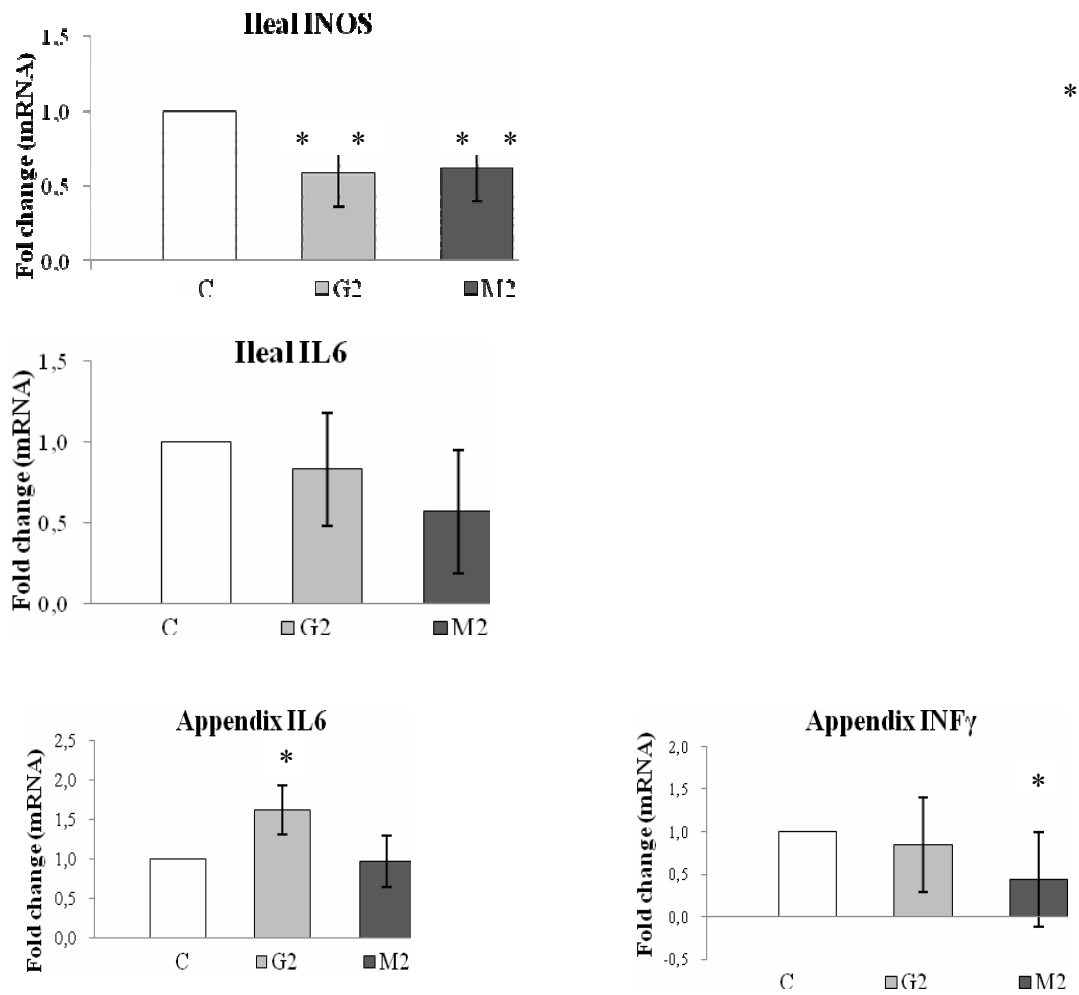 Ileal INOS
Fol change (mRNA)
1,5
1,0
0,5
0,0
* *
* *
C
G2
M2
*
Ileal IL6
Fold change (mRNA)
1,5
1,0
0,5
0,0
C
G2
M2
Appendix IL6
Fold change (mRNA)
2,5
2,0
1,5
1,0
0,5
0,0
*
C
G2
M2
Appendix INFγ
Fold change (mRNA)
2,0
1,5
1,0
0,5
0,0
-0,5
*
C
G2
M2